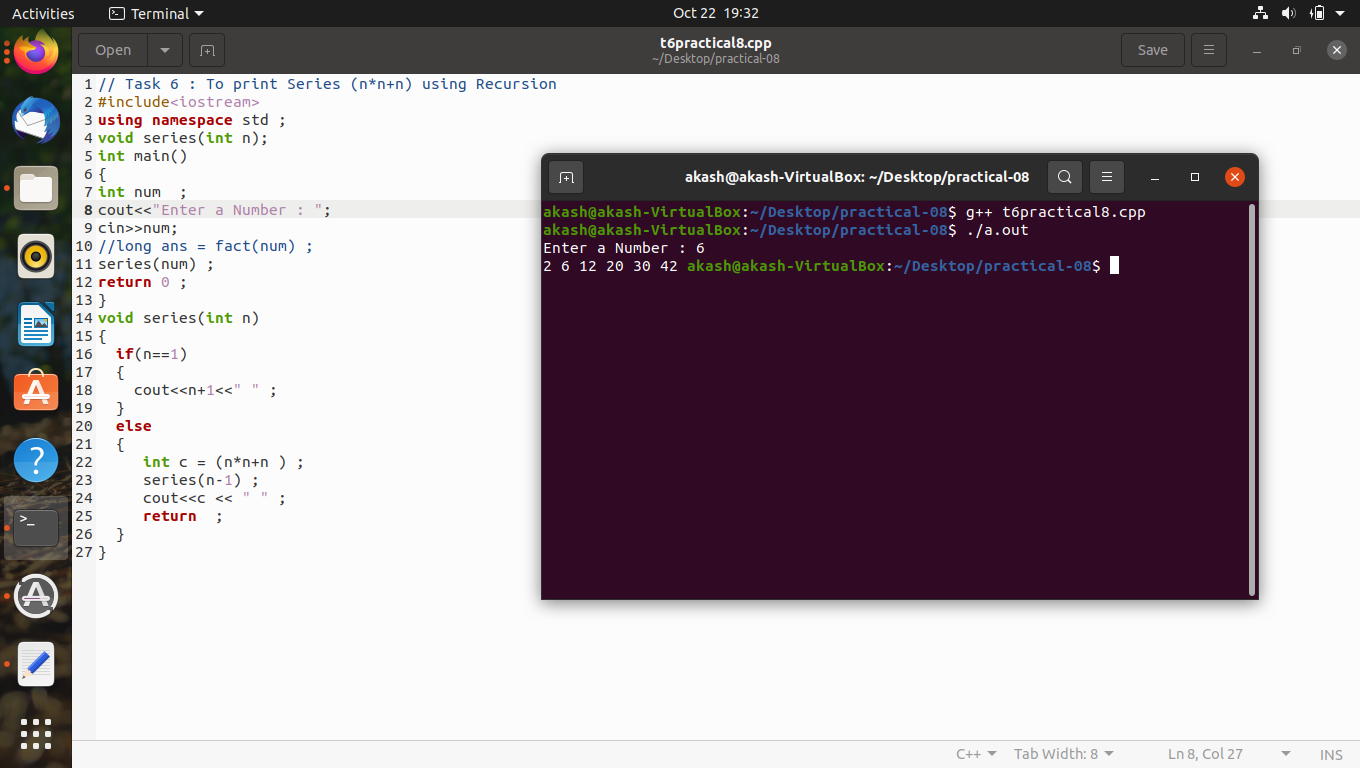 Activities Terminal Oct 22 19:32
Open t6practical8.cpp Save
~/Desktop/practical-08
1 // Task 6 : To print Series (n*n+n) using Recursion
2 #include<iostream>
3 using namespace std ;
4 void series(int n);
5 int main()
6 {
7 int num  ;
8 cout<<"Enter a Number : ";
9 cin>>num;
10 //long ans = fact(num) ;
11 series(num) ;
12 return 0 ;
13 }
14 void series(int n)
15 {
16   if(n==1)
17   {
18     cout<<n+1<<" " ;
19   }
20   else
21   {
22      int c = (n*n+n ) ;
23      series(n-1) ;
24      cout<<c << " " ;
25      return  ;
26   }
27 }
akash@akash-VirtualBox: ~/Desktop/practical-08
akash@akash-VirtualBox:~/Desktop/practical-08$ g++ t6practical8.cpp
akash@akash-VirtualBox:~/Desktop/practical-08$ ./a.out
Enter a Number : 6
2 6 12 20 30 42 akash@akash-VirtualBox:~/Desktop/practical-08$
C++ Tab Width: 8 Ln 8, Col 27 INS